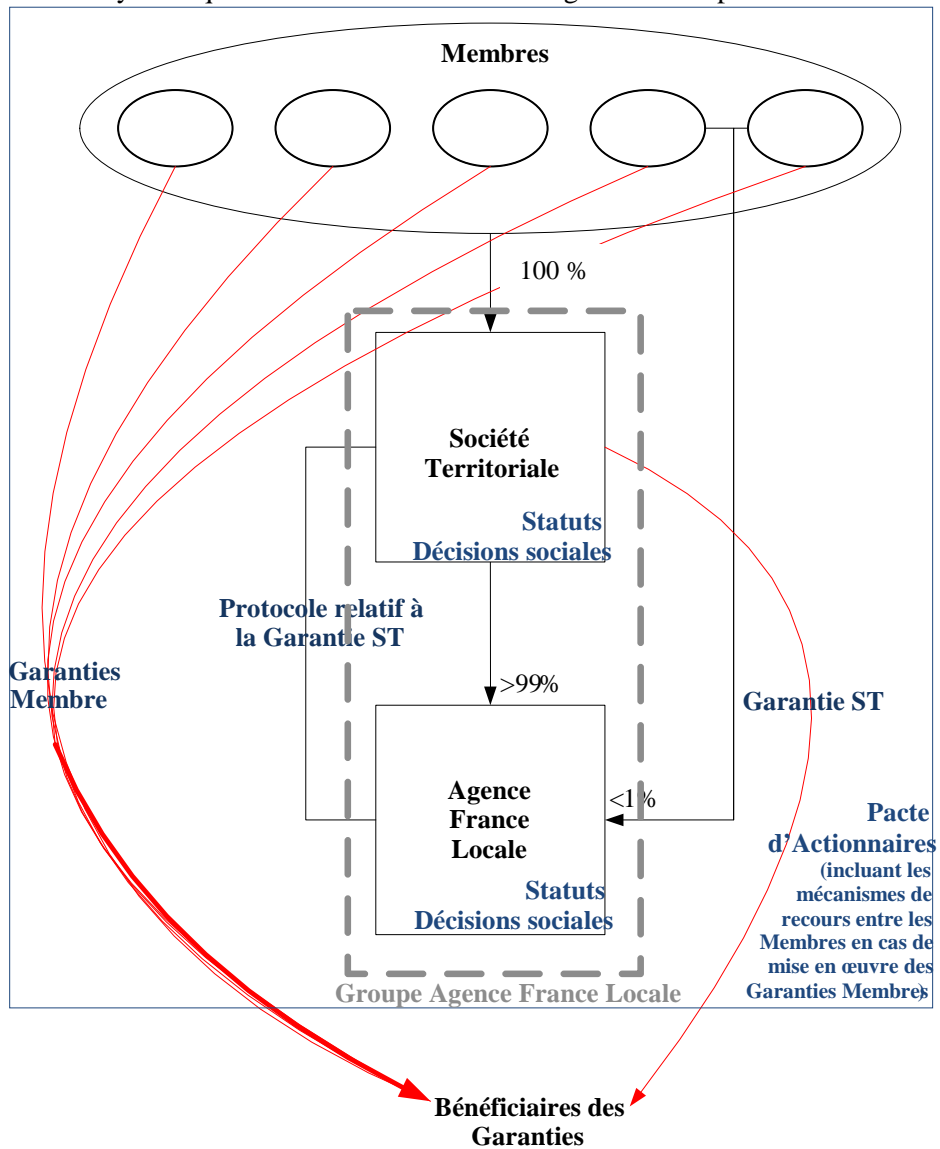 Membres
100 %
Société
Territoriale
Statuts
Décisions sociales
Protocole relatif à
la Garantie ST
Garanties
Membre
>99%
Garantie ST
Agence
France
Locale
<1%
Statuts
Décisions sociales
Pacte
d'Actionnaires
(incluant les
mécanismes de
recours entre les
Membres en cas de
mise en œuvre des
Garanties Membres)
Groupe Agence France Locale
Bénéficiaires des
Garanties